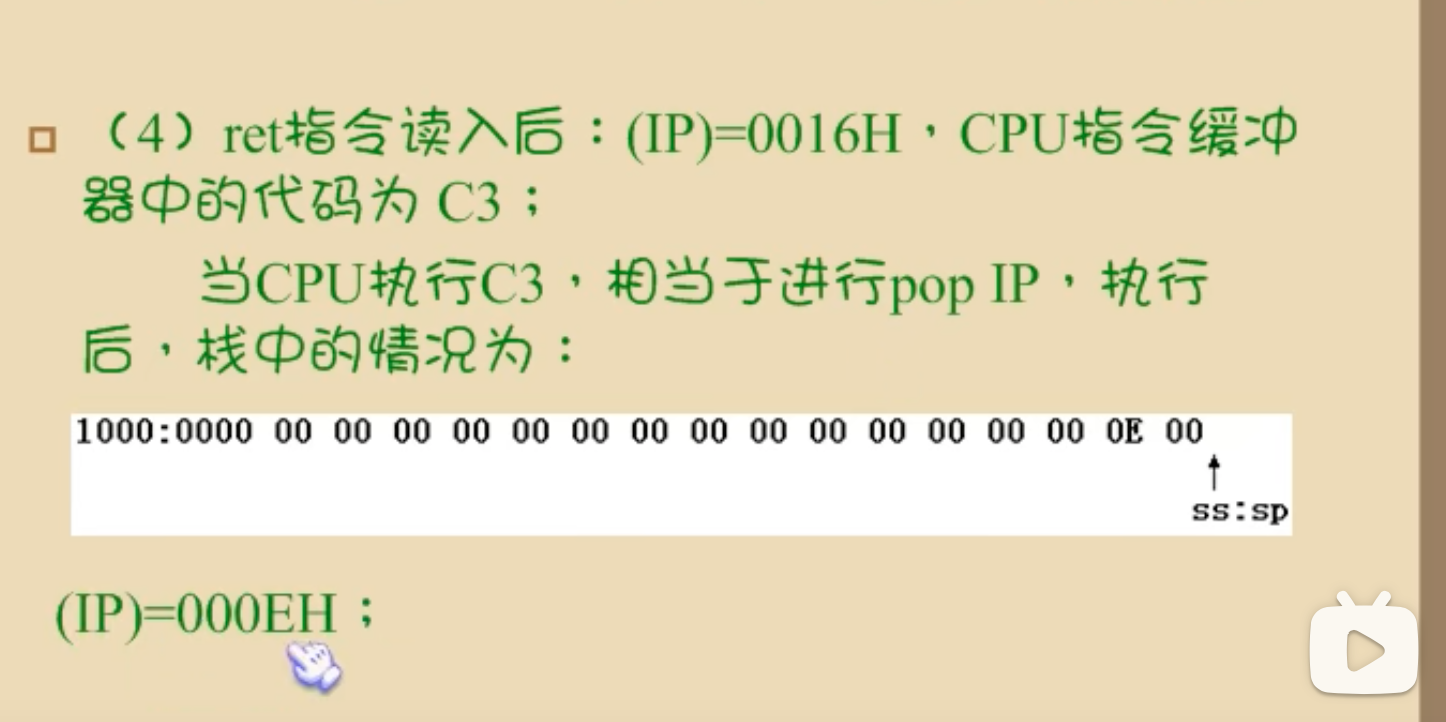 （4）ret指令读入后：(IP)=0016H，CPU指令缓冲
器中的代码为 C3；
当CPU执行C3，相当于进行pop IP，执行
后，栈中的情况为：
1000:0000 00 00 00 00 00 00 00 00 00 00 00 00 00 00 0E 00
ss:sp
(IP)=000EH；